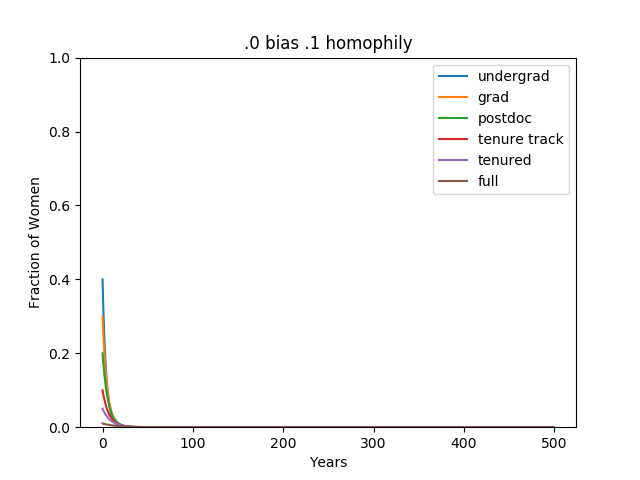 .0 bias .1 homophily
Fraction of Women
1.0
0.8
0.6
0.4
0.2
0.0
undergrad
grad
postdoc
tenure track
tenured
full
0
100
200
300
400
500
Years